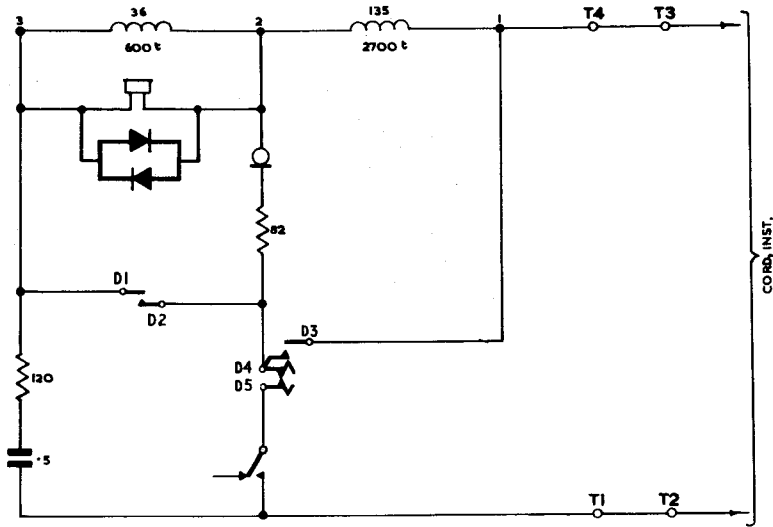 3 36 2 135 1 T4 T3
600 t 2700 t
82
D1
D2
D3
D4
D5
120
.5
T1 T2
CORD, INST.